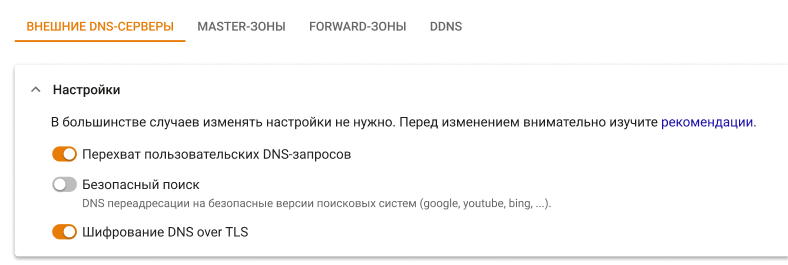 ВНЕШНИЕ DNS-СЕРВЕРЫ MASTER-ЗОНЫ FORWARD-ЗОНЫ DDNS
Настройки
В большинстве случаев изменять настройки не нужно. Перед изменением внимательно изучите рекомендации.
Перехват пользовательских DNS-запросов
Безопасный поиск
DNS переадресации на безопасные версии поисковых систем (google, youtube, bing, ...).
Шифрование DNS over TLS